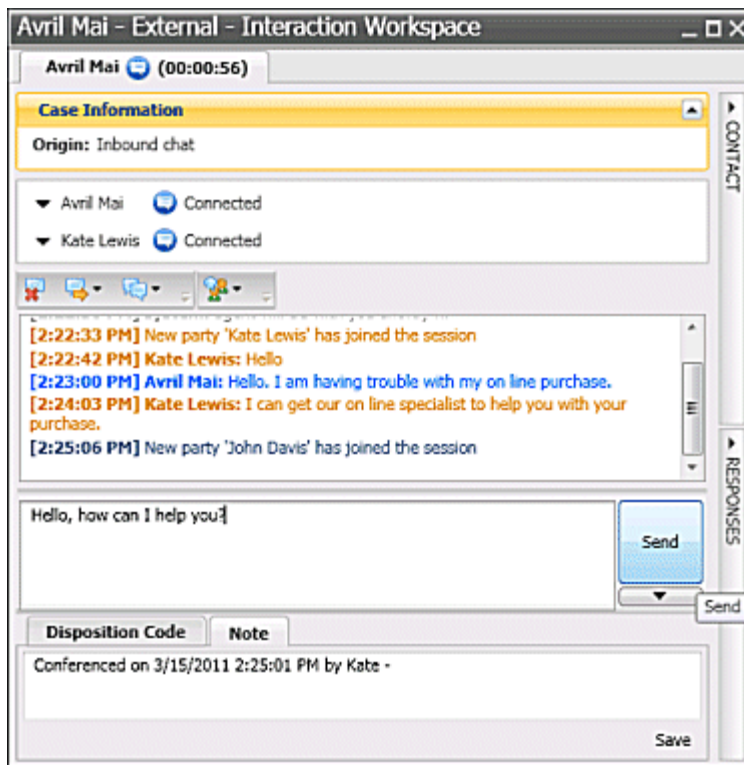 Avril Mai - External - Interaction Workspace
Avril Mai (00:00:56)
Case Information
Origin: Inbound chat
Avril Mai Connected
Kate Lewis Connected
[2:22:33 PM] New party 'Kate Lewis' has joined the session
[2:22:42 PM] Kate Lewis: Hello
[2:23:00 PM] Avril Mai: Hello. I am having trouble with my on line purchase.
[2:24:03 PM] Kate Lewis: I can get our on line specialist to help you with your
purchase.
[2:25:06 PM] New party 'John Davis' has joined the session
Hello, how can I help you?
Send
Send
Disposition Code Note
Conferenced on 3/15/2011 2:25:01 PM by Kate -
Save
CONTACT
RESPONSES